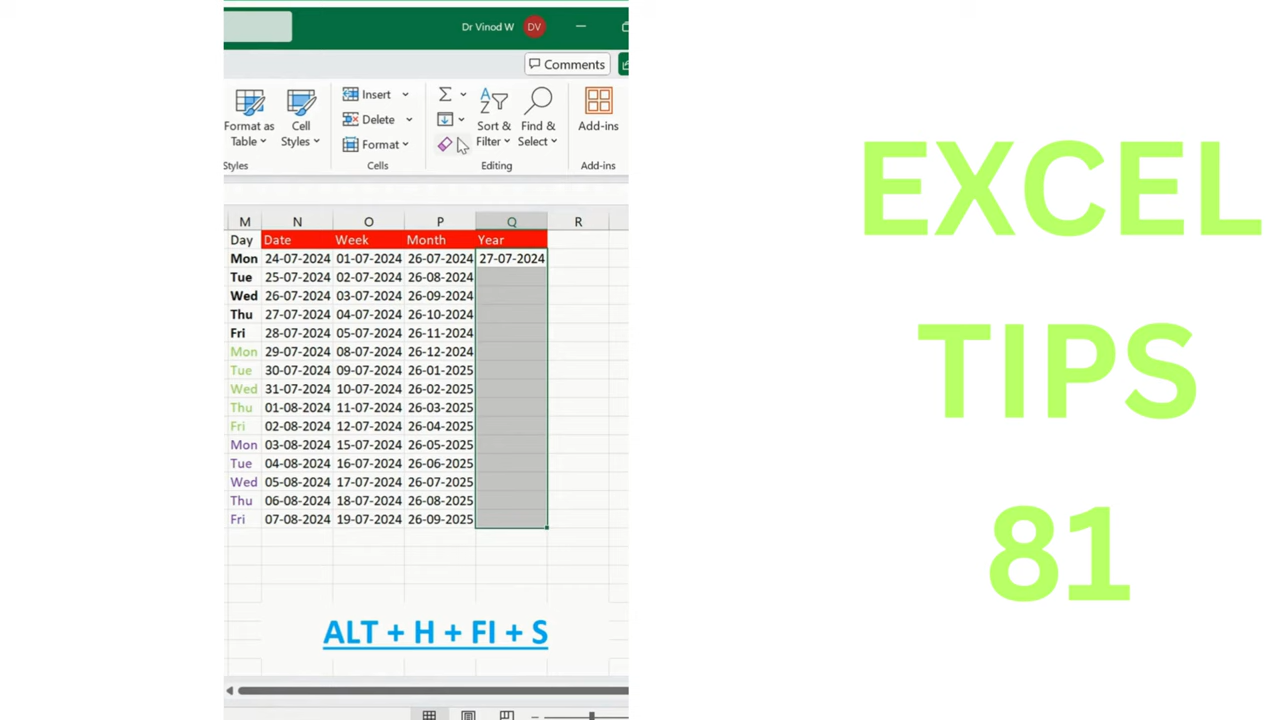 Dr Vinod W DV
Comments
Format as Table
Cell Styles
Styles
Insert
Delete
Format
Cells
Sort & Filter
Find & Select
Editing
Add-ins
Add-ins
M N O P Q R
Day Date Week Month Year
Mon 24-07-2024 01-07-2024 26-07-2024 27-07-2024
Tue 25-07-2024 02-07-2024 26-08-2024
Wed 26-07-2024 03-07-2024 26-09-2024
Thu 27-07-2024 04-07-2024 26-10-2024
Fri 28-07-2024 05-07-2024 26-11-2024
Mon 29-07-2024 08-07-2024 26-12-2024
Tue 30-07-2024 09-07-2024 26-01-2025
Wed 31-07-2024 10-07-2024 26-02-2025
Thu 01-08-2024 11-07-2024 26-03-2025
Fri 02-08-2024 12-07-2024 26-04-2025
Mon 03-08-2024 15-07-2024 26-05-2025
Tue 04-08-2024 16-07-2024 26-06-2025
Wed 05-08-2024 17-07-2024 26-07-2025
Thu 06-08-2024 18-07-2024 26-08-2025
Fri 07-08-2024 19-07-2024 26-09-2025
ALT + H + FI + S
EXCEL
TIPS
81